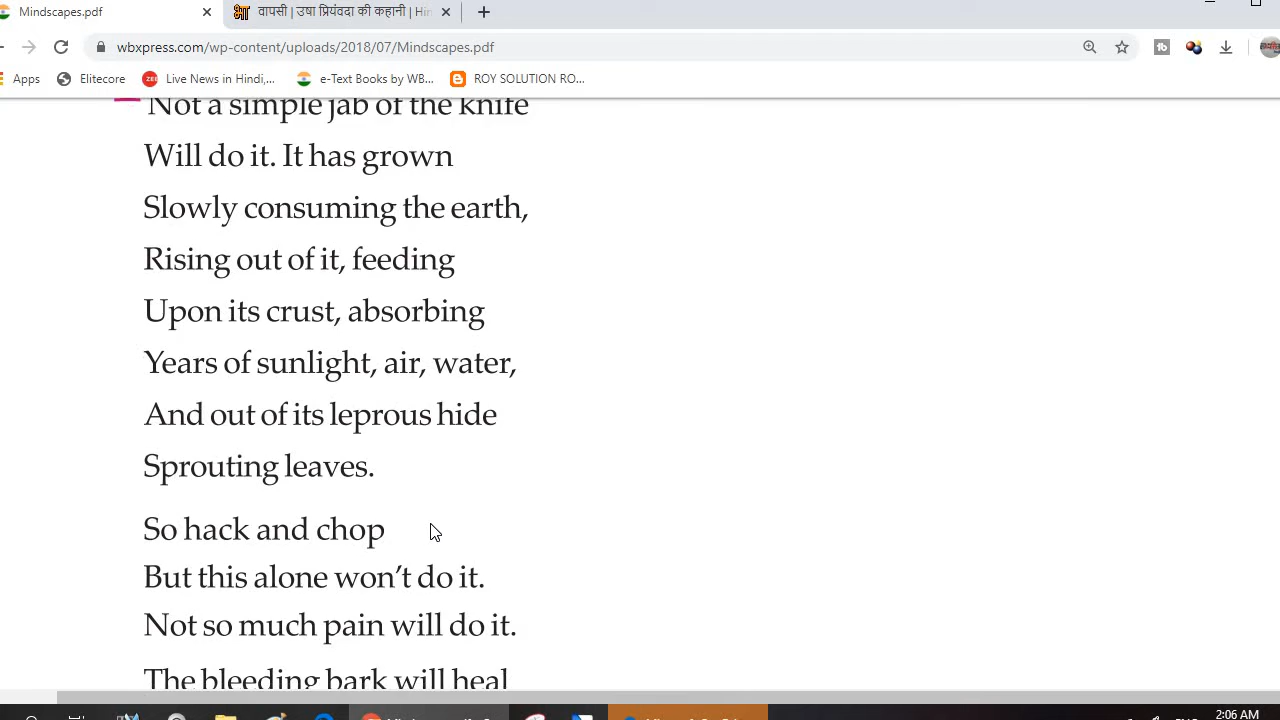 Mindscapes.pdf
वापसी | उषा प्रियंवदा की कहानी | Hin
wbxpress.com/wp-content/uploads/2018/07/Mindscapes.pdf
Apps
Elitecore
Live News in Hindi,...
e-Text Books by WB...
ROY SOLUTION RO...
Not a simple jab of the knife
Will do it. It has grown
Slowly consuming the earth,
Rising out of it, feeding
Upon its crust, absorbing
Years of sunlight, air, water,
And out of its leprous hide
Sprouting leaves.
So hack and chop
But this alone won't do it.
Not so much pain will do it.
The bleeding bark will heal
2:06 AM